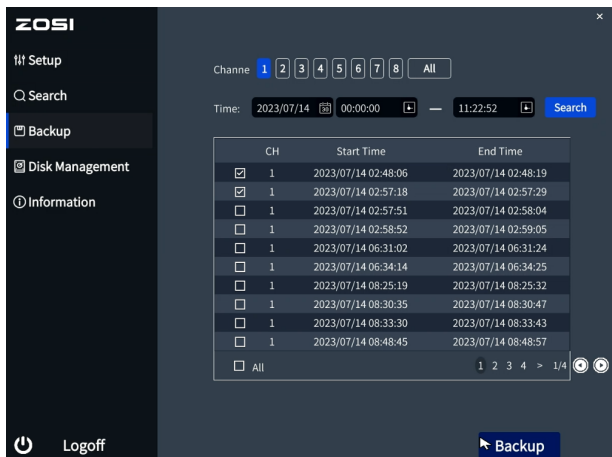 ZOSI
×
Setup
Search
Backup
Disk Management
Information
Logoff
Channe 1 2 3 4 5 6 7 8 All
Time: 2023/07/14 30 00:00:00 — 11:22:52 Search
CH Start Time End Time
1 2023/07/14 02:48:06 2023/07/14 02:48:19
1 2023/07/14 02:57:18 2023/07/14 02:57:29
1 2023/07/14 02:57:51 2023/07/14 02:58:04
1 2023/07/14 02:58:52 2023/07/14 02:59:05
1 2023/07/14 06:31:02 2023/07/14 06:31:24
1 2023/07/14 06:34:14 2023/07/14 06:34:25
1 2023/07/14 08:25:19 2023/07/14 08:25:32
1 2023/07/14 08:30:35 2023/07/14 08:30:47
1 2023/07/14 08:33:30 2023/07/14 08:33:43
1 2023/07/14 08:48:45 2023/07/14 08:48:57
All 1 2 3 4 > 1/4
Backup